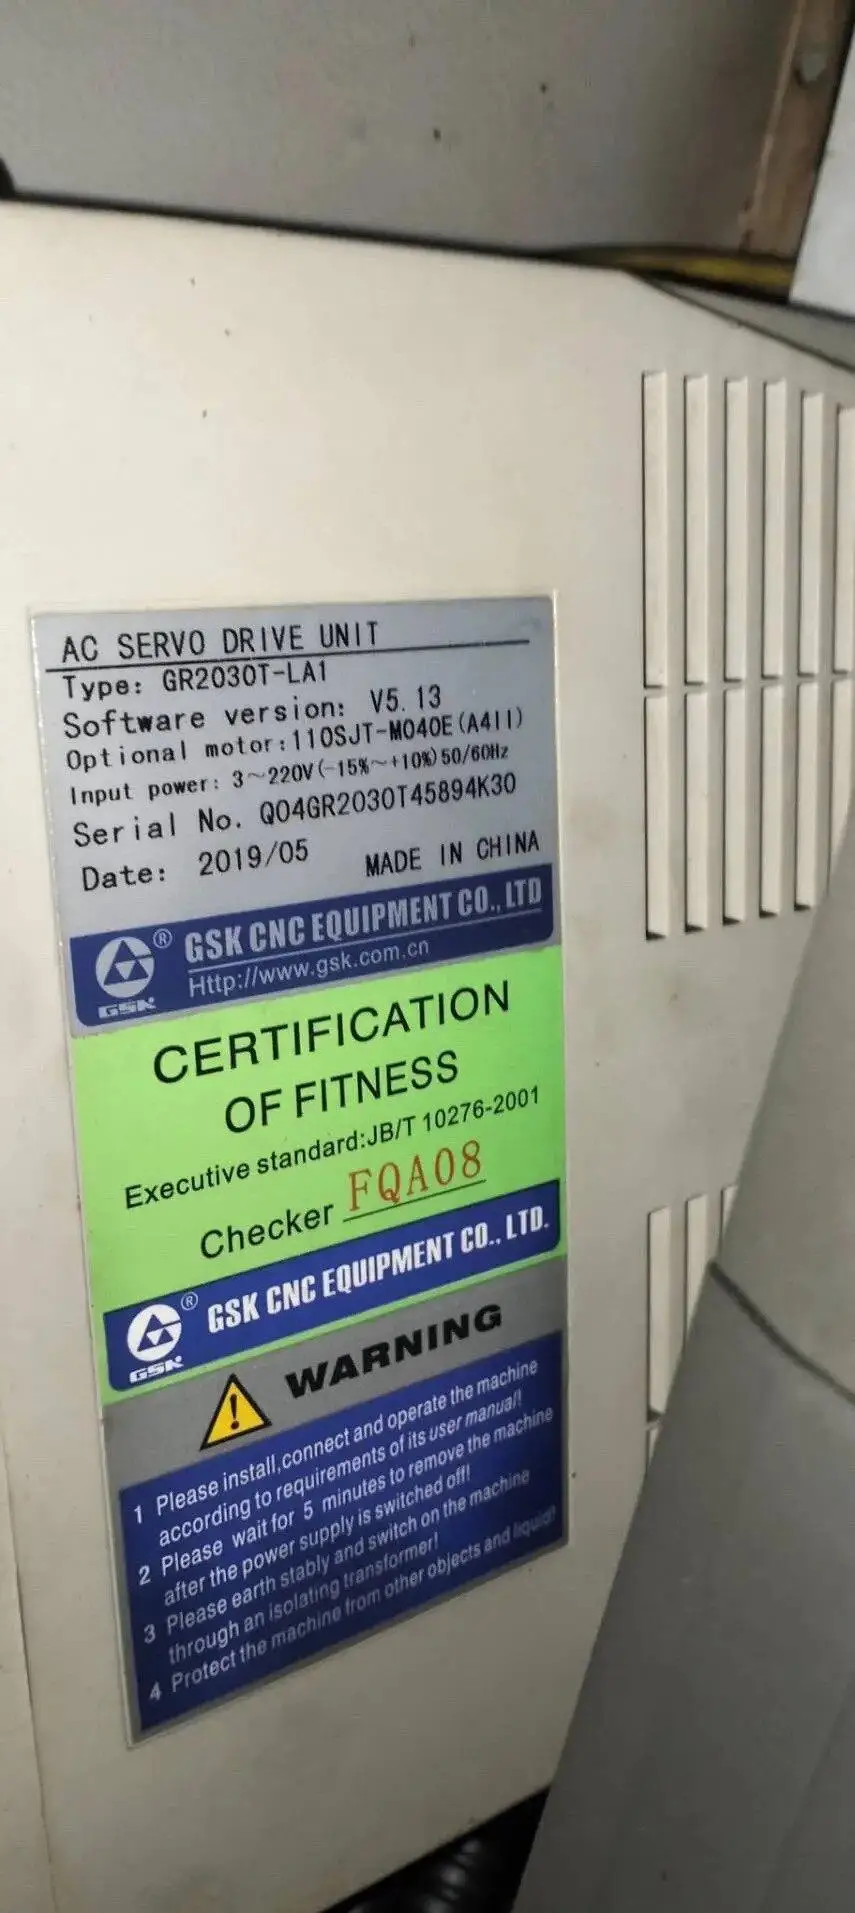 AC SERVO DRIVE UNIT
Type: GR2030T-LA1
Software version: V5.13
Optional motor:110SJT-M040E(A4II)
Input power: 3~220V(-15%~+10%)50/60Hz
Serial No. Q04GR2030T45894K30
Date: 2019/05 MADE IN CHINA
® GSK CNC EQUIPMENT CO., LTD
GSK Http://www.gsk.com.cn
CERTIFICATION
OF FITNESS
Executive standard:JB/T 10276-2001
Checker FQA08
® GSK CNC EQUIPMENT CO., LTD.
GSK
WARNING
1 Please install,connect and operate the machine
according to requirements of its user manual!
2 Please wait for 5 minutes to remove the machine
after the power supply is switched off!
3 Please earth stably and switch on the machine
through an isolating transformer!
4 Protect the machine from other objects and liquid!